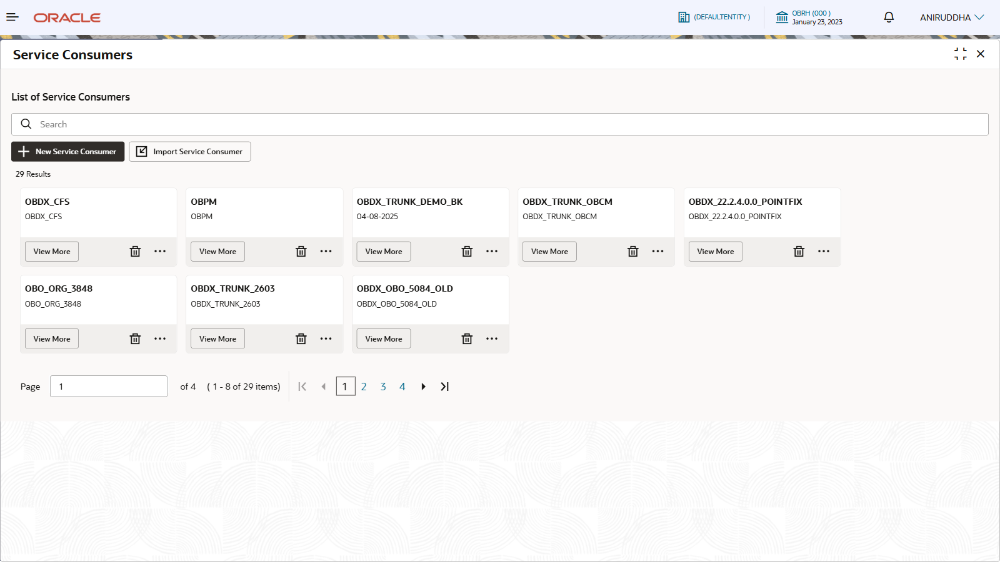 ORACLE
(DEFAULTENTITY )
OBRH (000 )
January 23, 2023
ANIRUDDHA
Service Consumers
List of Service Consumers
Search
New Service Consumer
Import Service Consumer
29 Results
OBDX_CFS
OBDX_CFS
View More
OBPM
OBPM
View More
OBDX_TRUNK_DEMO_BK
04-08-2025
View More
OBDX_TRUNK_OBCM
OBDX_TRUNK_OBCM
View More
OBDX_22.2.4.0.0_POINTFIX
OBDX_22.2.4.0.0_POINTFIX
View More
OBO_ORG_3848
OBO_ORG_3848
View More
OBDX_TRUNK_2603
OBDX_TRUNK_2603
View More
OBDX_OBO_5084_OLD
OBDX_OBO_5084_OLD
View More
Page 1 of 4 ( 1 - 8 of 29 items) 1 2 3 4